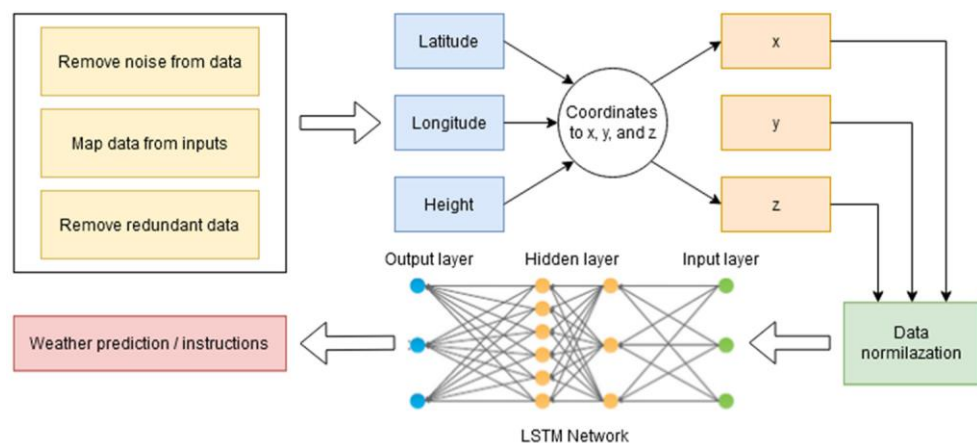 Remove noise from data
Map data from inputs
Remove redundant data
Latitude
Longitude
Height
Coordinates
to x, y, and z
x
y
z
Output layer
Hidden layer
Input layer
Weather prediction / instructions
Data
normilazation
LSTM Network